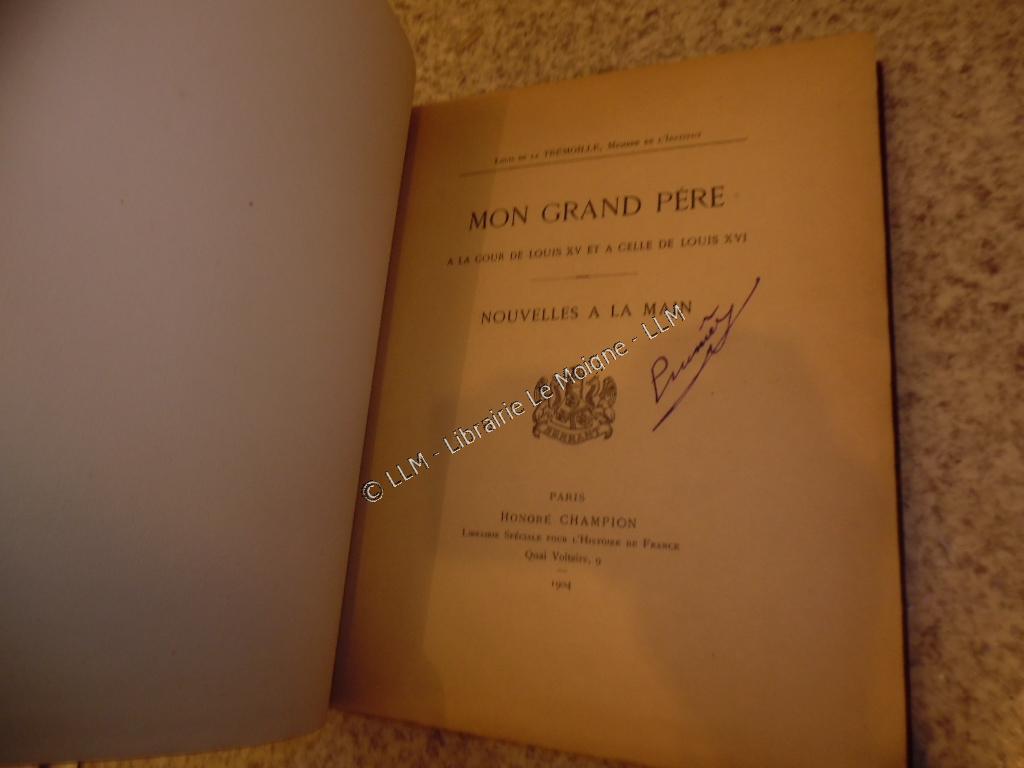 Louis de la TRÉMOILLE, Membre de l'Institut
MON GRAND PÈRE
A LA COUR DE LOUIS XV ET A CELLE DE LOUIS XVI
NOUVELLES A LA MAIN
© LLM - Librairie Le Moigne - LLM
SERRANT
PARIS
Honoré CHAMPION
Librairie Spéciale pour l'Histoire de France
Quai Voltaire, 9
1904